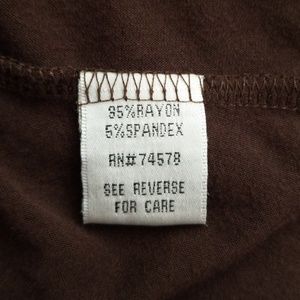 95%RAYON
5%SPANDEX
RN#74578
SEE REVERSE
FOR CARE